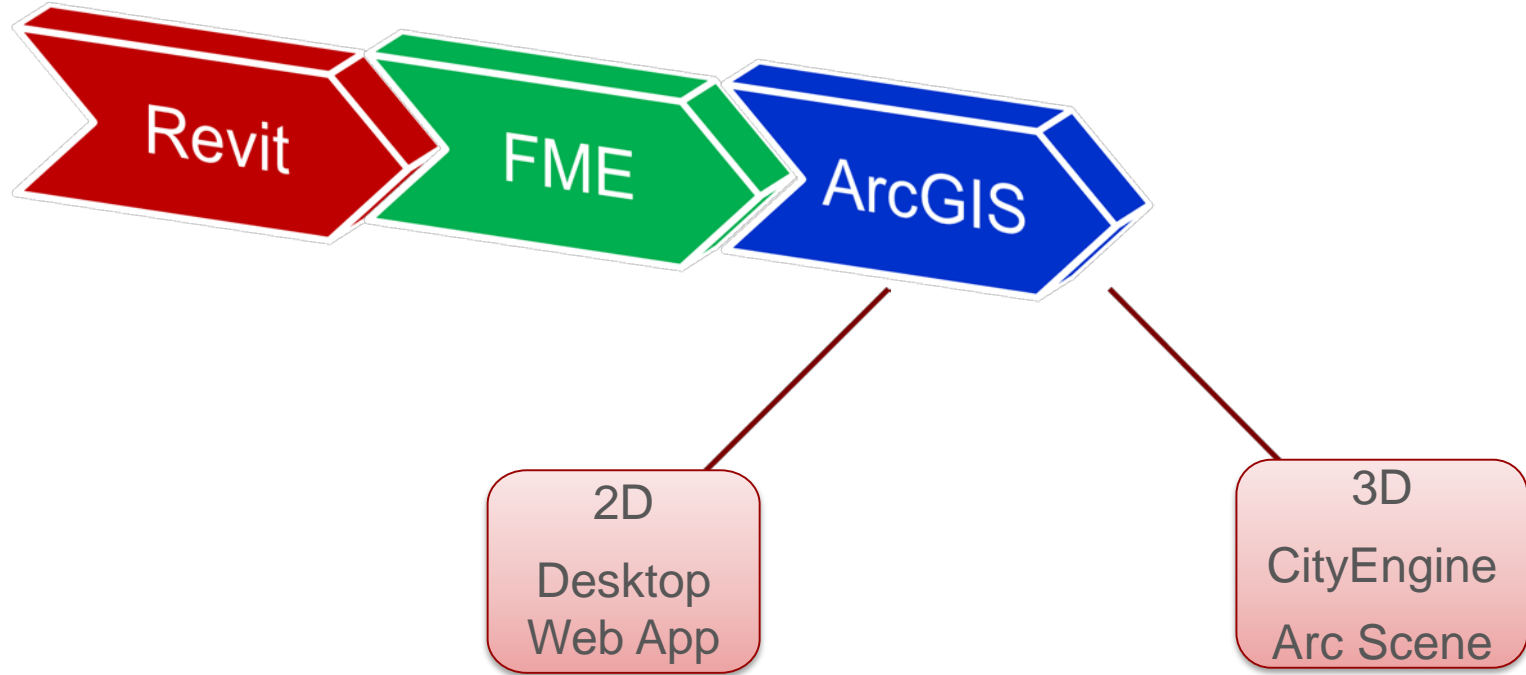 Revit
FME
ArcGIS
2D
Desktop
Web App
3D
CityEngine
Arc Scene